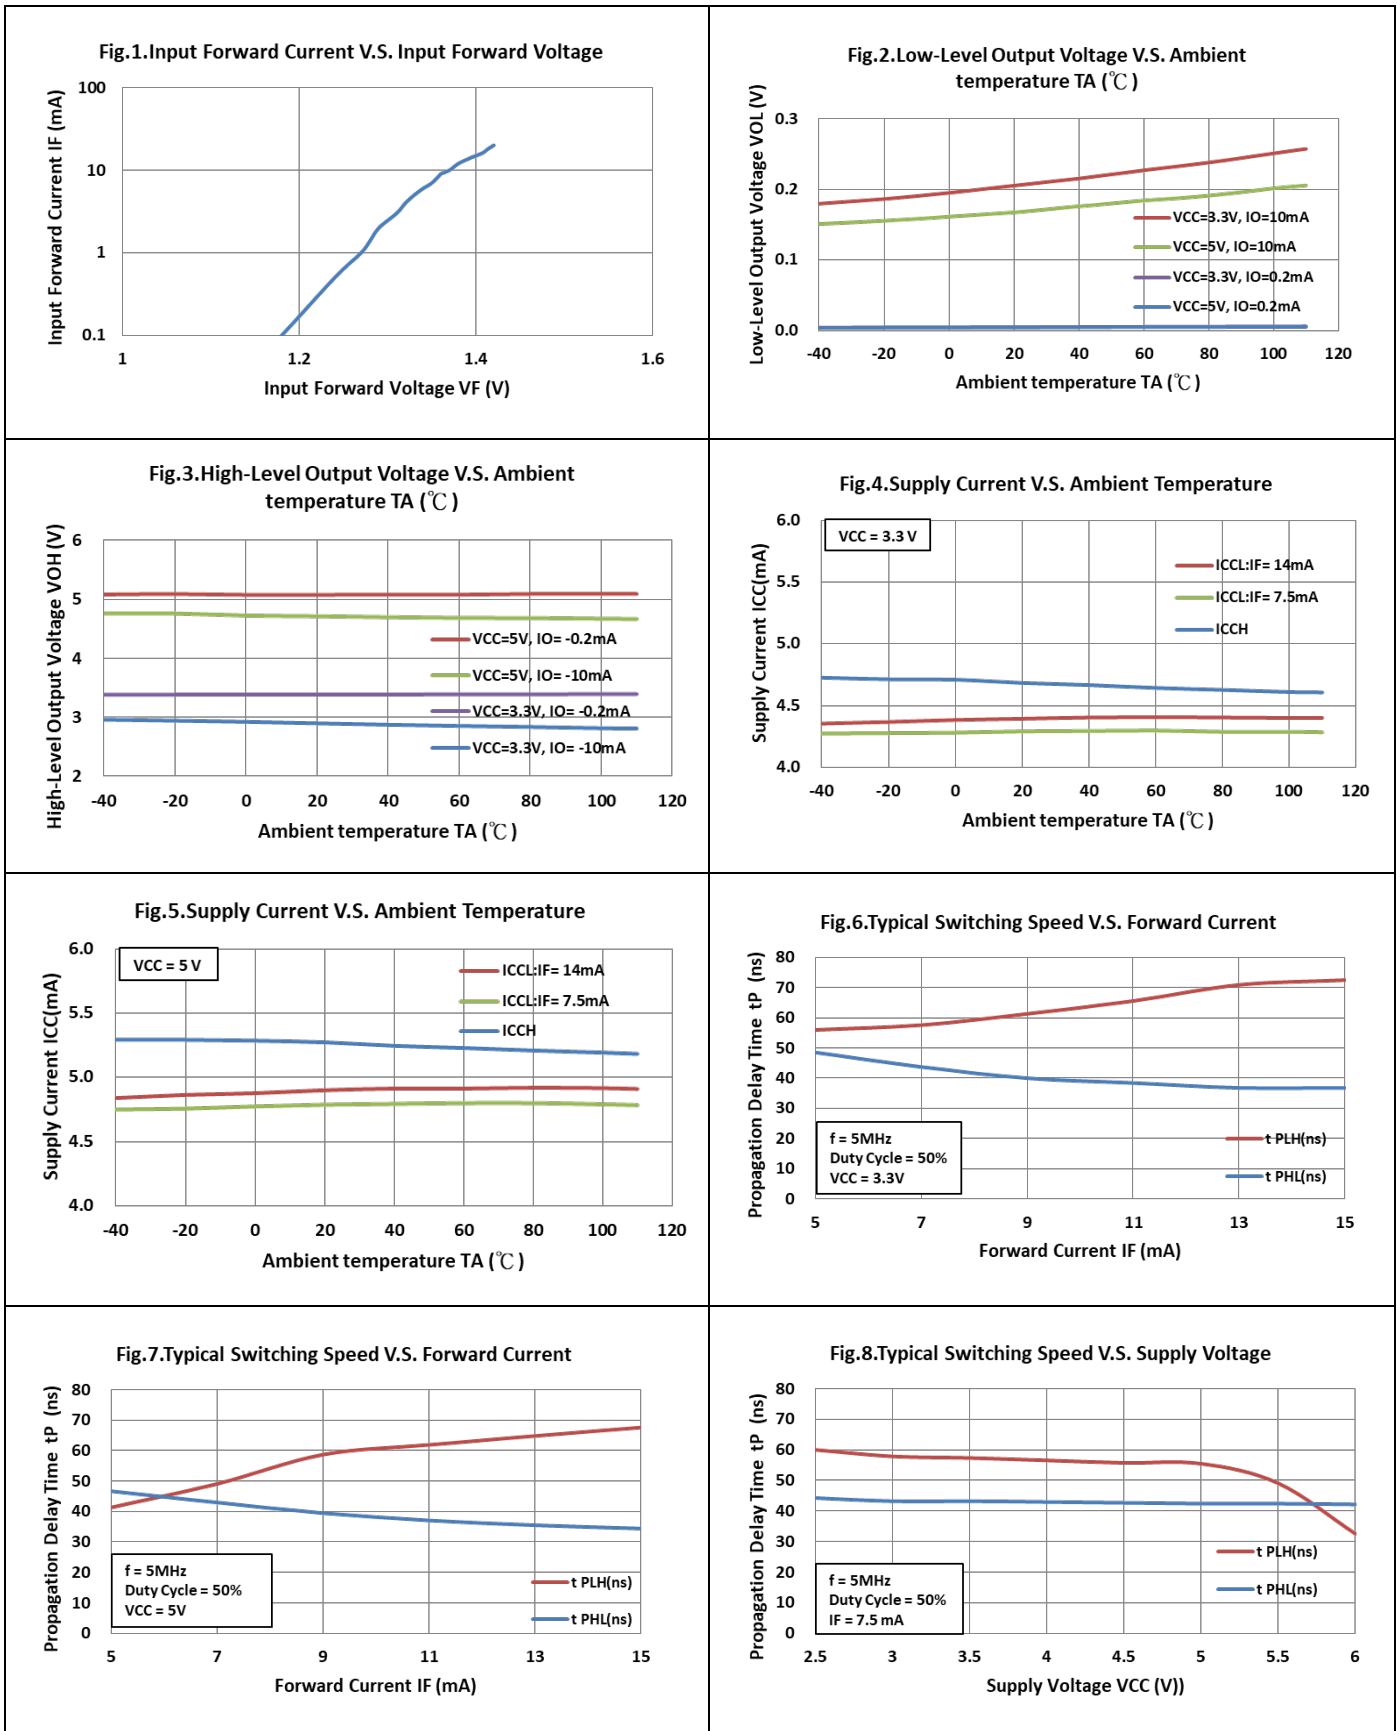 Fig.1.Input Forward Current V.S. Input Forward Voltage
Input Forward Current IF (mA)
100
10
1
0.1
1 1.2 1.4 1.6
Input Forward Voltage VF (V)
Fig.2.Low-Level Output Voltage V.S. Ambient
temperature TA (℃)
Low-Level Output Voltage VOL (V)
0.3
0.2
0.1
0.0
VCC=3.3V, IO=10mA
VCC=5V, IO=10mA
VCC=3.3V, IO=0.2mA
VCC=5V, IO=0.2mA
-40 -20 0 20 40 60 80 100 120
Ambient temperature TA (℃)
Fig.3.High-Level Output Voltage V.S. Ambient
temperature TA (℃)
High-Level Output Voltage VOH (V)
6
5
4
3
2
VCC=5V, IO= -0.2mA
VCC=5V, IO= -10mA
VCC=3.3V, IO= -0.2mA
VCC=3.3V, IO= -10mA
-40 -20 0 20 40 60 80 100 120
Ambient temperature TA (℃)
Fig.4.Supply Current V.S. Ambient Temperature
Supply Current ICC(mA)
6.0
5.5
5.0
4.5
4.0
VCC = 3.3 V
ICCL:IF= 14mA
ICCL:IF= 7.5mA
ICCH
-40 -20 0 20 40 60 80 100 120
Ambient temperature TA (℃)
Fig.5.Supply Current V.S. Ambient Temperature
Supply Current ICC(mA)
6.0
5.5
5.0
4.5
4.0
VCC = 5 V
ICCL:IF= 14mA
ICCL:IF= 7.5mA
ICCH
-40 -20 0 20 40 60 80 100 120
Ambient temperature TA (℃)
Fig.6.Typical Switching Speed V.S. Forward Current
Propagation Delay Time tP (ns)
80
70
60
50
40
30
20
10
0
f = 5MHz
Duty Cycle = 50%
VCC = 3.3V
t PLH(ns)
t PHL(ns)
5 7 9 11 13 15
Forward Current IF (mA)
Fig.7.Typical Switching Speed V.S. Forward Current
Propagation Delay Time tP (ns)
80
70
60
50
40
30
20
10
0
f = 5MHz
Duty Cycle = 50%
VCC = 5V
t PLH(ns)
t PHL(ns)
5 7 9 11 13 15
Forward Current IF (mA)
Fig.8.Typical Switching Speed V.S. Supply Voltage
Propagation Delay Time tP (ns)
80
70
60
50
40
30
20
10
0
f = 5MHz
Duty Cycle = 50%
IF = 7.5 mA
t PLH(ns)
t PHL(ns)
2.5 3 3.5 4 4.5 5 5.5 6
Supply Voltage VCC (V))